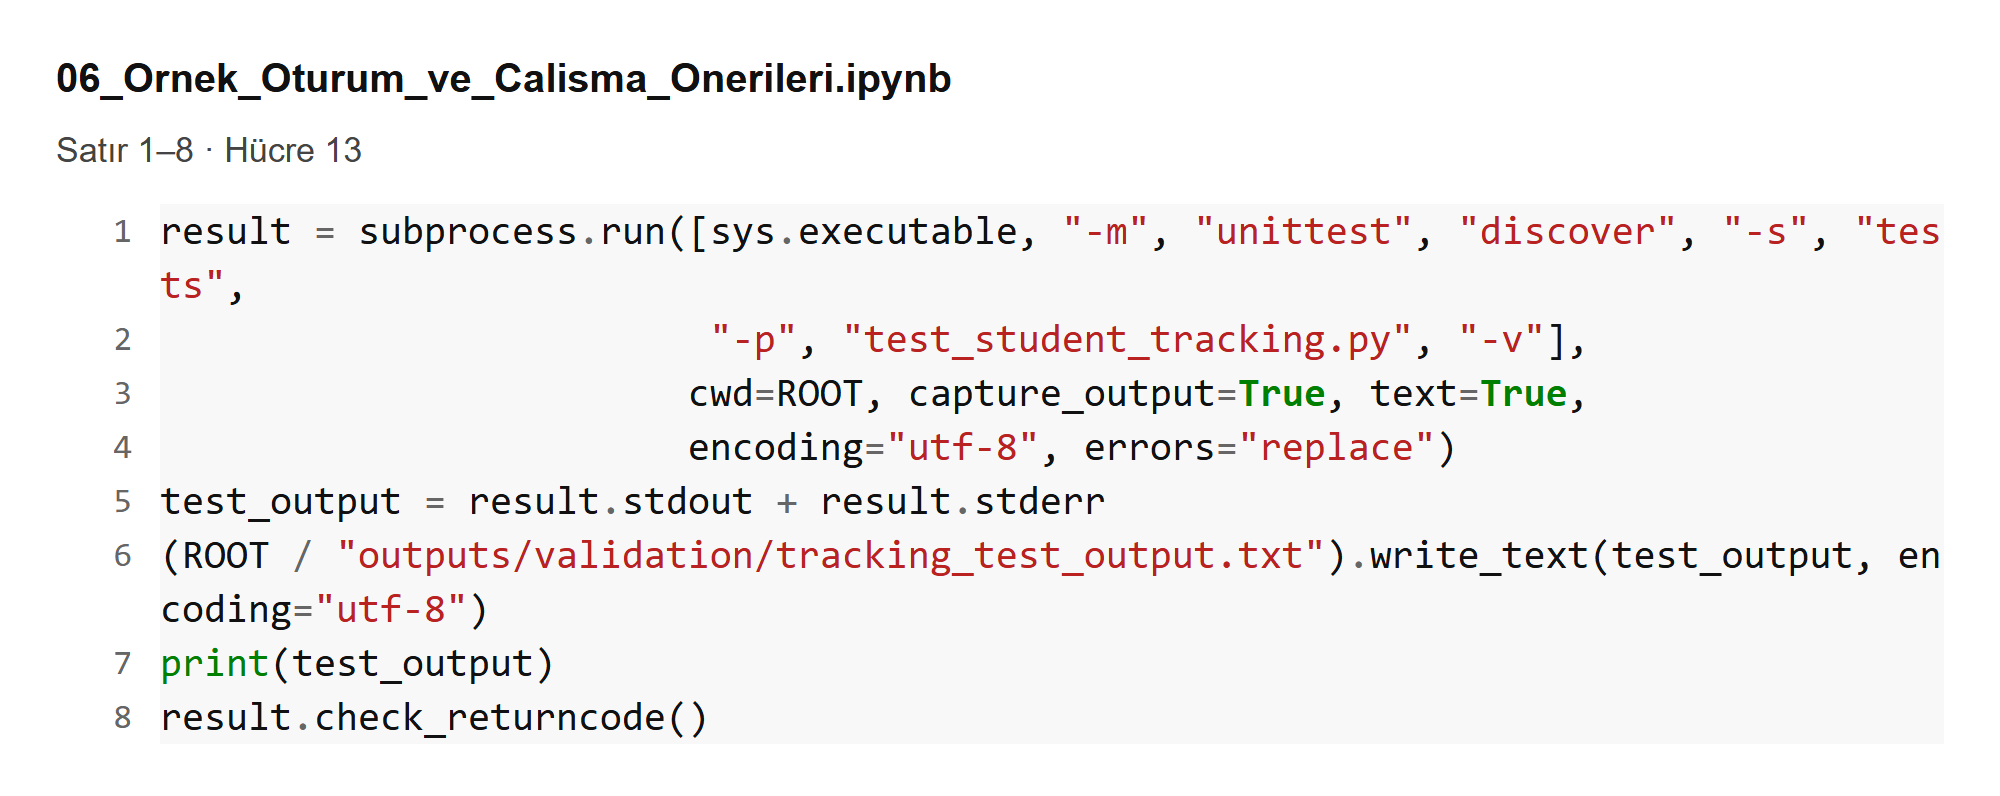 06_Ornek_Oturum_ve_Calisma_Onerileri.ipynb
Satır 1–8 · Hücre 13
1 result = subprocess.run([sys.executable, "-m", "unittest", "discover", "-s", "tes
ts",
2                          "-p", "test_student_tracking.py", "-v"],
3                         cwd=ROOT, capture_output=True, text=True,
4                         encoding="utf-8", errors="replace")
5 test_output = result.stdout + result.stderr
6 (ROOT / "outputs/validation/tracking_test_output.txt").write_text(test_output, en
coding="utf-8")
7 print(test_output)
8 result.check_returncode()